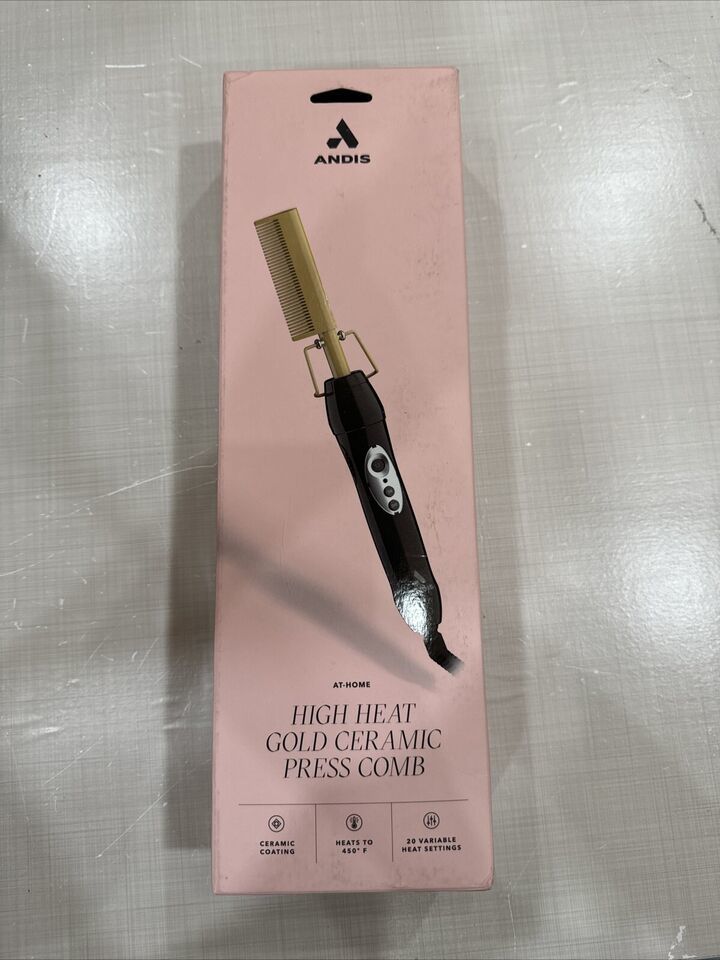 ANDIS
AT-HOME
HIGH HEAT
GOLD CERAMIC
PRESS COMB
CERAMIC
COATING
HEATS TO
450° F
20 VARIABLE
HEAT SETTINGS